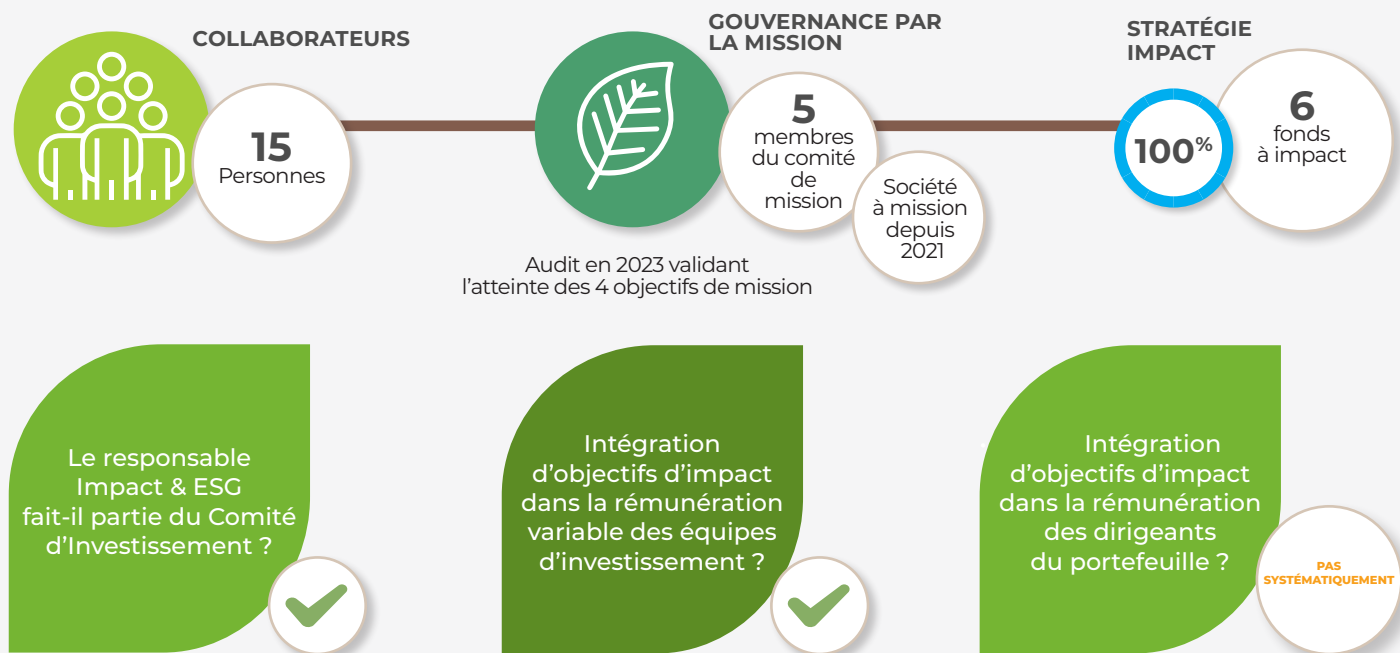 COLLABORATEURS
15
Personnes
GOUVERNANCE PAR
LA MISSION
5
membres
du comité
de
mission
Société
à mission
depuis
2021
Audit en 2023 validant
l’atteinte des 4 objectifs de mission
STRATÉGIE
IMPACT
100%
6
fonds
à impact
Le responsable
Impact & ESG
fait-il partie du Comité
d’Investissement ?
Intégration
d’objectifs d’impact
dans la rémunération
variable des équipes
d’investissement ?
Intégration
d’objectifs d’impact
dans la rémunération
des dirigeants
du portefeuille ?
PAS
SYSTÉMATIQUEMENT